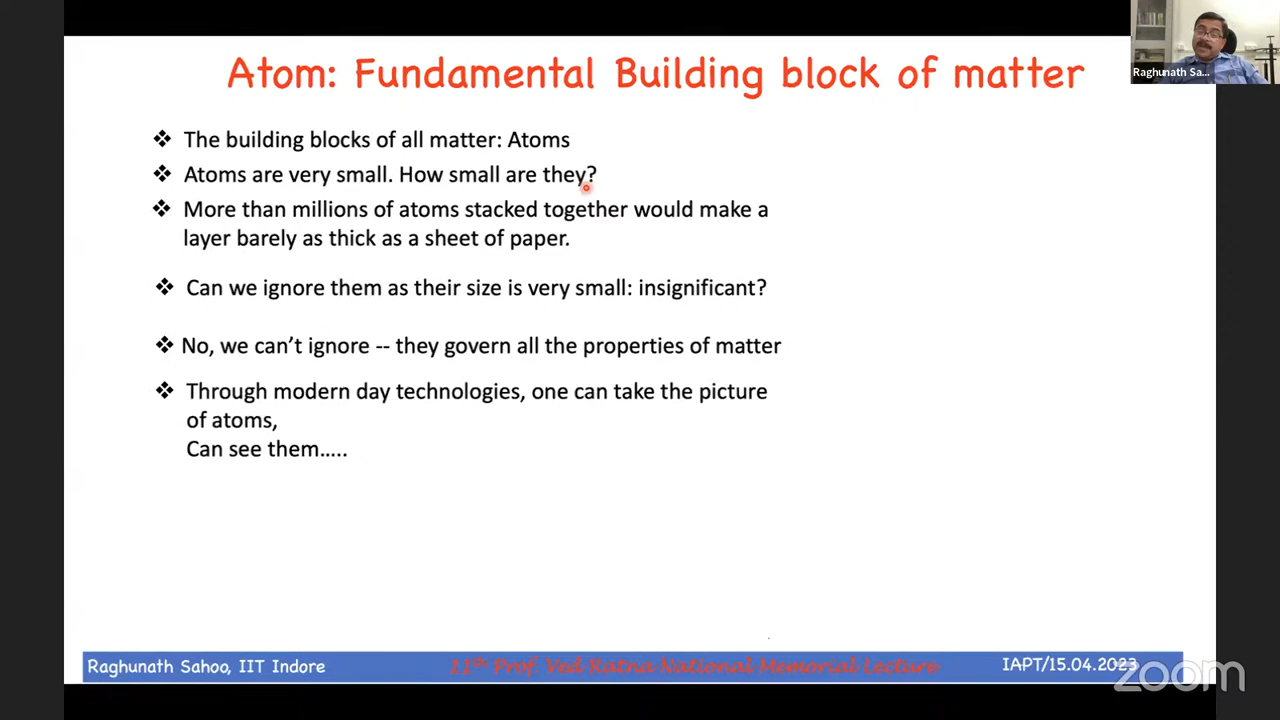 Atom: Fundamental Building block of matter
Raghunath Sa...
❖ The building blocks of all matter: Atoms
❖ Atoms are very small. How small are they?
❖ More than millions of atoms stacked together would make a
layer barely as thick as a sheet of paper.
❖ Can we ignore them as their size is very small: insignificant?
❖ No, we can't ignore -- they govern all the properties of matter
❖ Through modern day technologies, one can take the picture
of atoms,
Can see them…..
Raghunath Sahoo, IIT Indore
11th Prof. Ved Ratna National Memorial Lecture
IAPT/15.04.2023
zoom